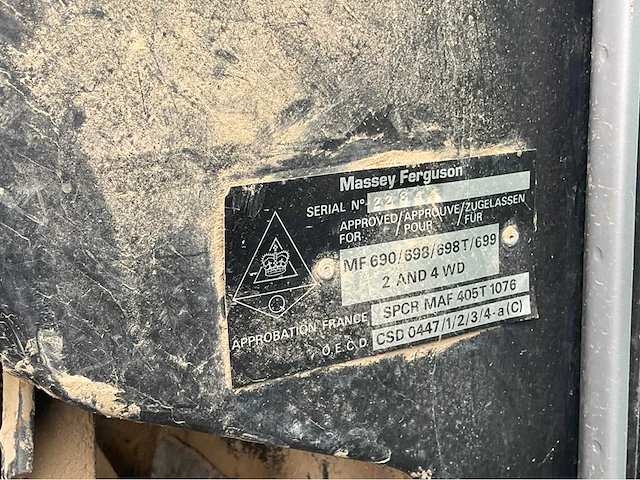 Massey Ferguson
SERIAL Nº
APPROVED/APPROUVÉ/ZUGELASSEN
FOR: / POUR / FÜR
MF 690/698/698T/699
2 AND 4 WD
APPROBATION FRANCE SPCR MAF 405T 1076
O.E.C.D. CSD 0447/1/2/3/4-a(C)